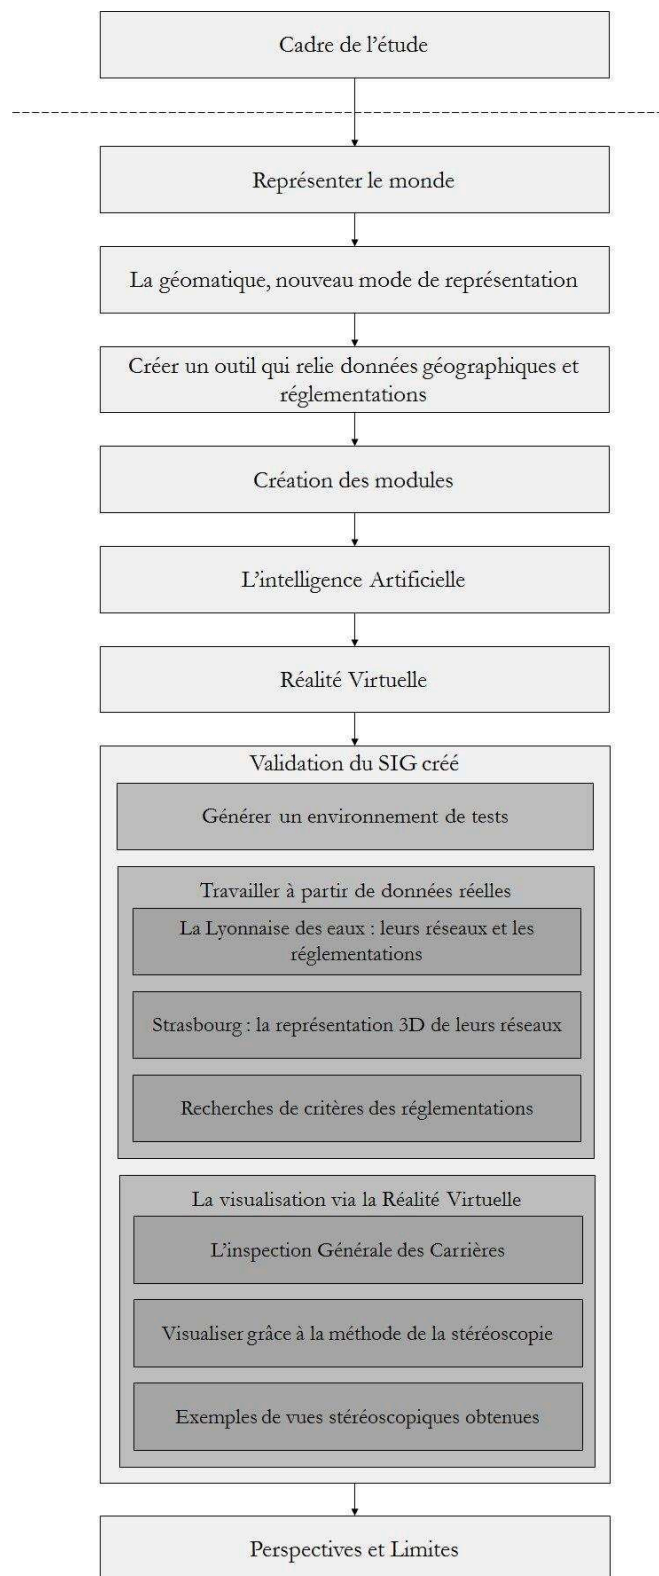 Cadre de l'étude
Représenter le monde
La géomatique, nouveau mode de représentation
Créer un outil qui relie données géographiques et
réglementations
Création des modules
L'intelligence Artificielle
Réalité Virtuelle
Validation du SIG créé
Générer un environnement de tests
Travailler à partir de données réelles
La Lyonnaise des eaux : leurs réseaux et les
réglementations
Strasbourg : la représentation 3D de leurs réseaux
Recherches de critères des réglementations
La visualisation via la Réalité Virtuelle
L'inspection Générale des Carrières
Visualiser grâce à la méthode de la stéréoscopie
Exemples de vues stéréoscopiques obtenues
Perspectives et Limites